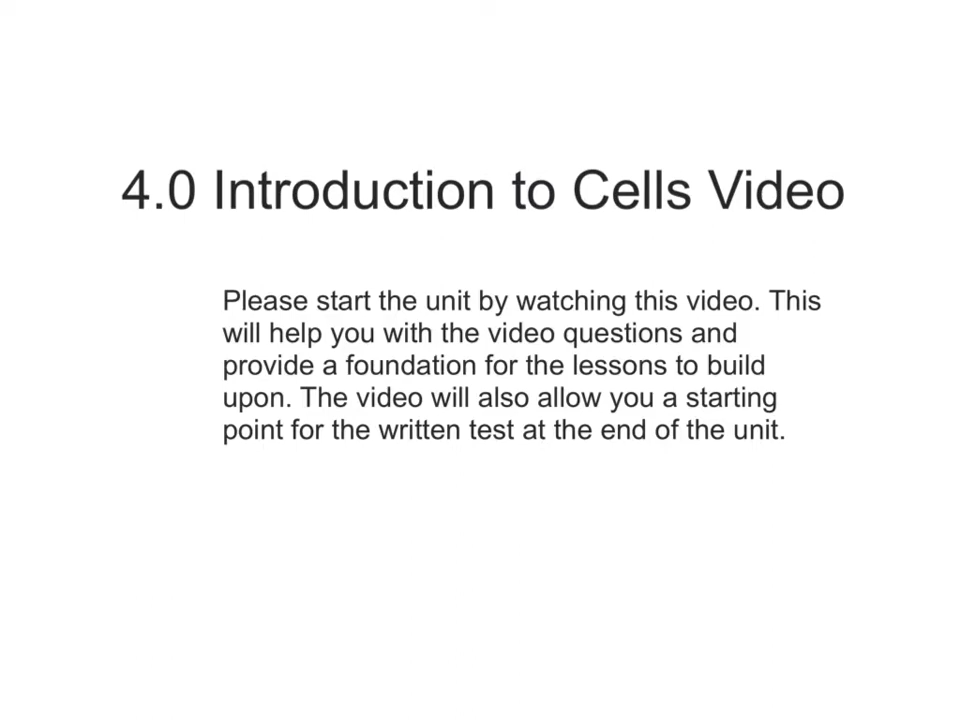 4.0 Introduction to Cells Video
Please start the unit by watching this video. This
will help you with the video questions and
provide a foundation for the lessons to build
upon. The video will also allow you a starting
point for the written test at the end of the unit.